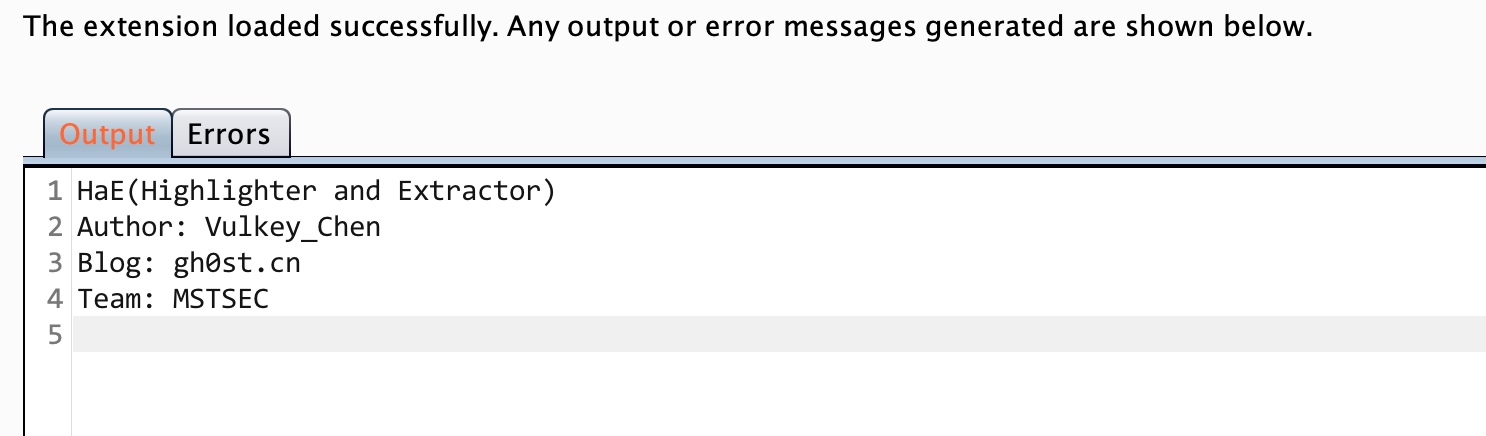 The extension loaded successfully. Any output or error messages generated are shown below.
Output Errors
1 HaE(Highlighter and Extractor)
2 Author: Vulkey_Chen
3 Blog: gh0st.cn
4 Team: MSTSEC
5